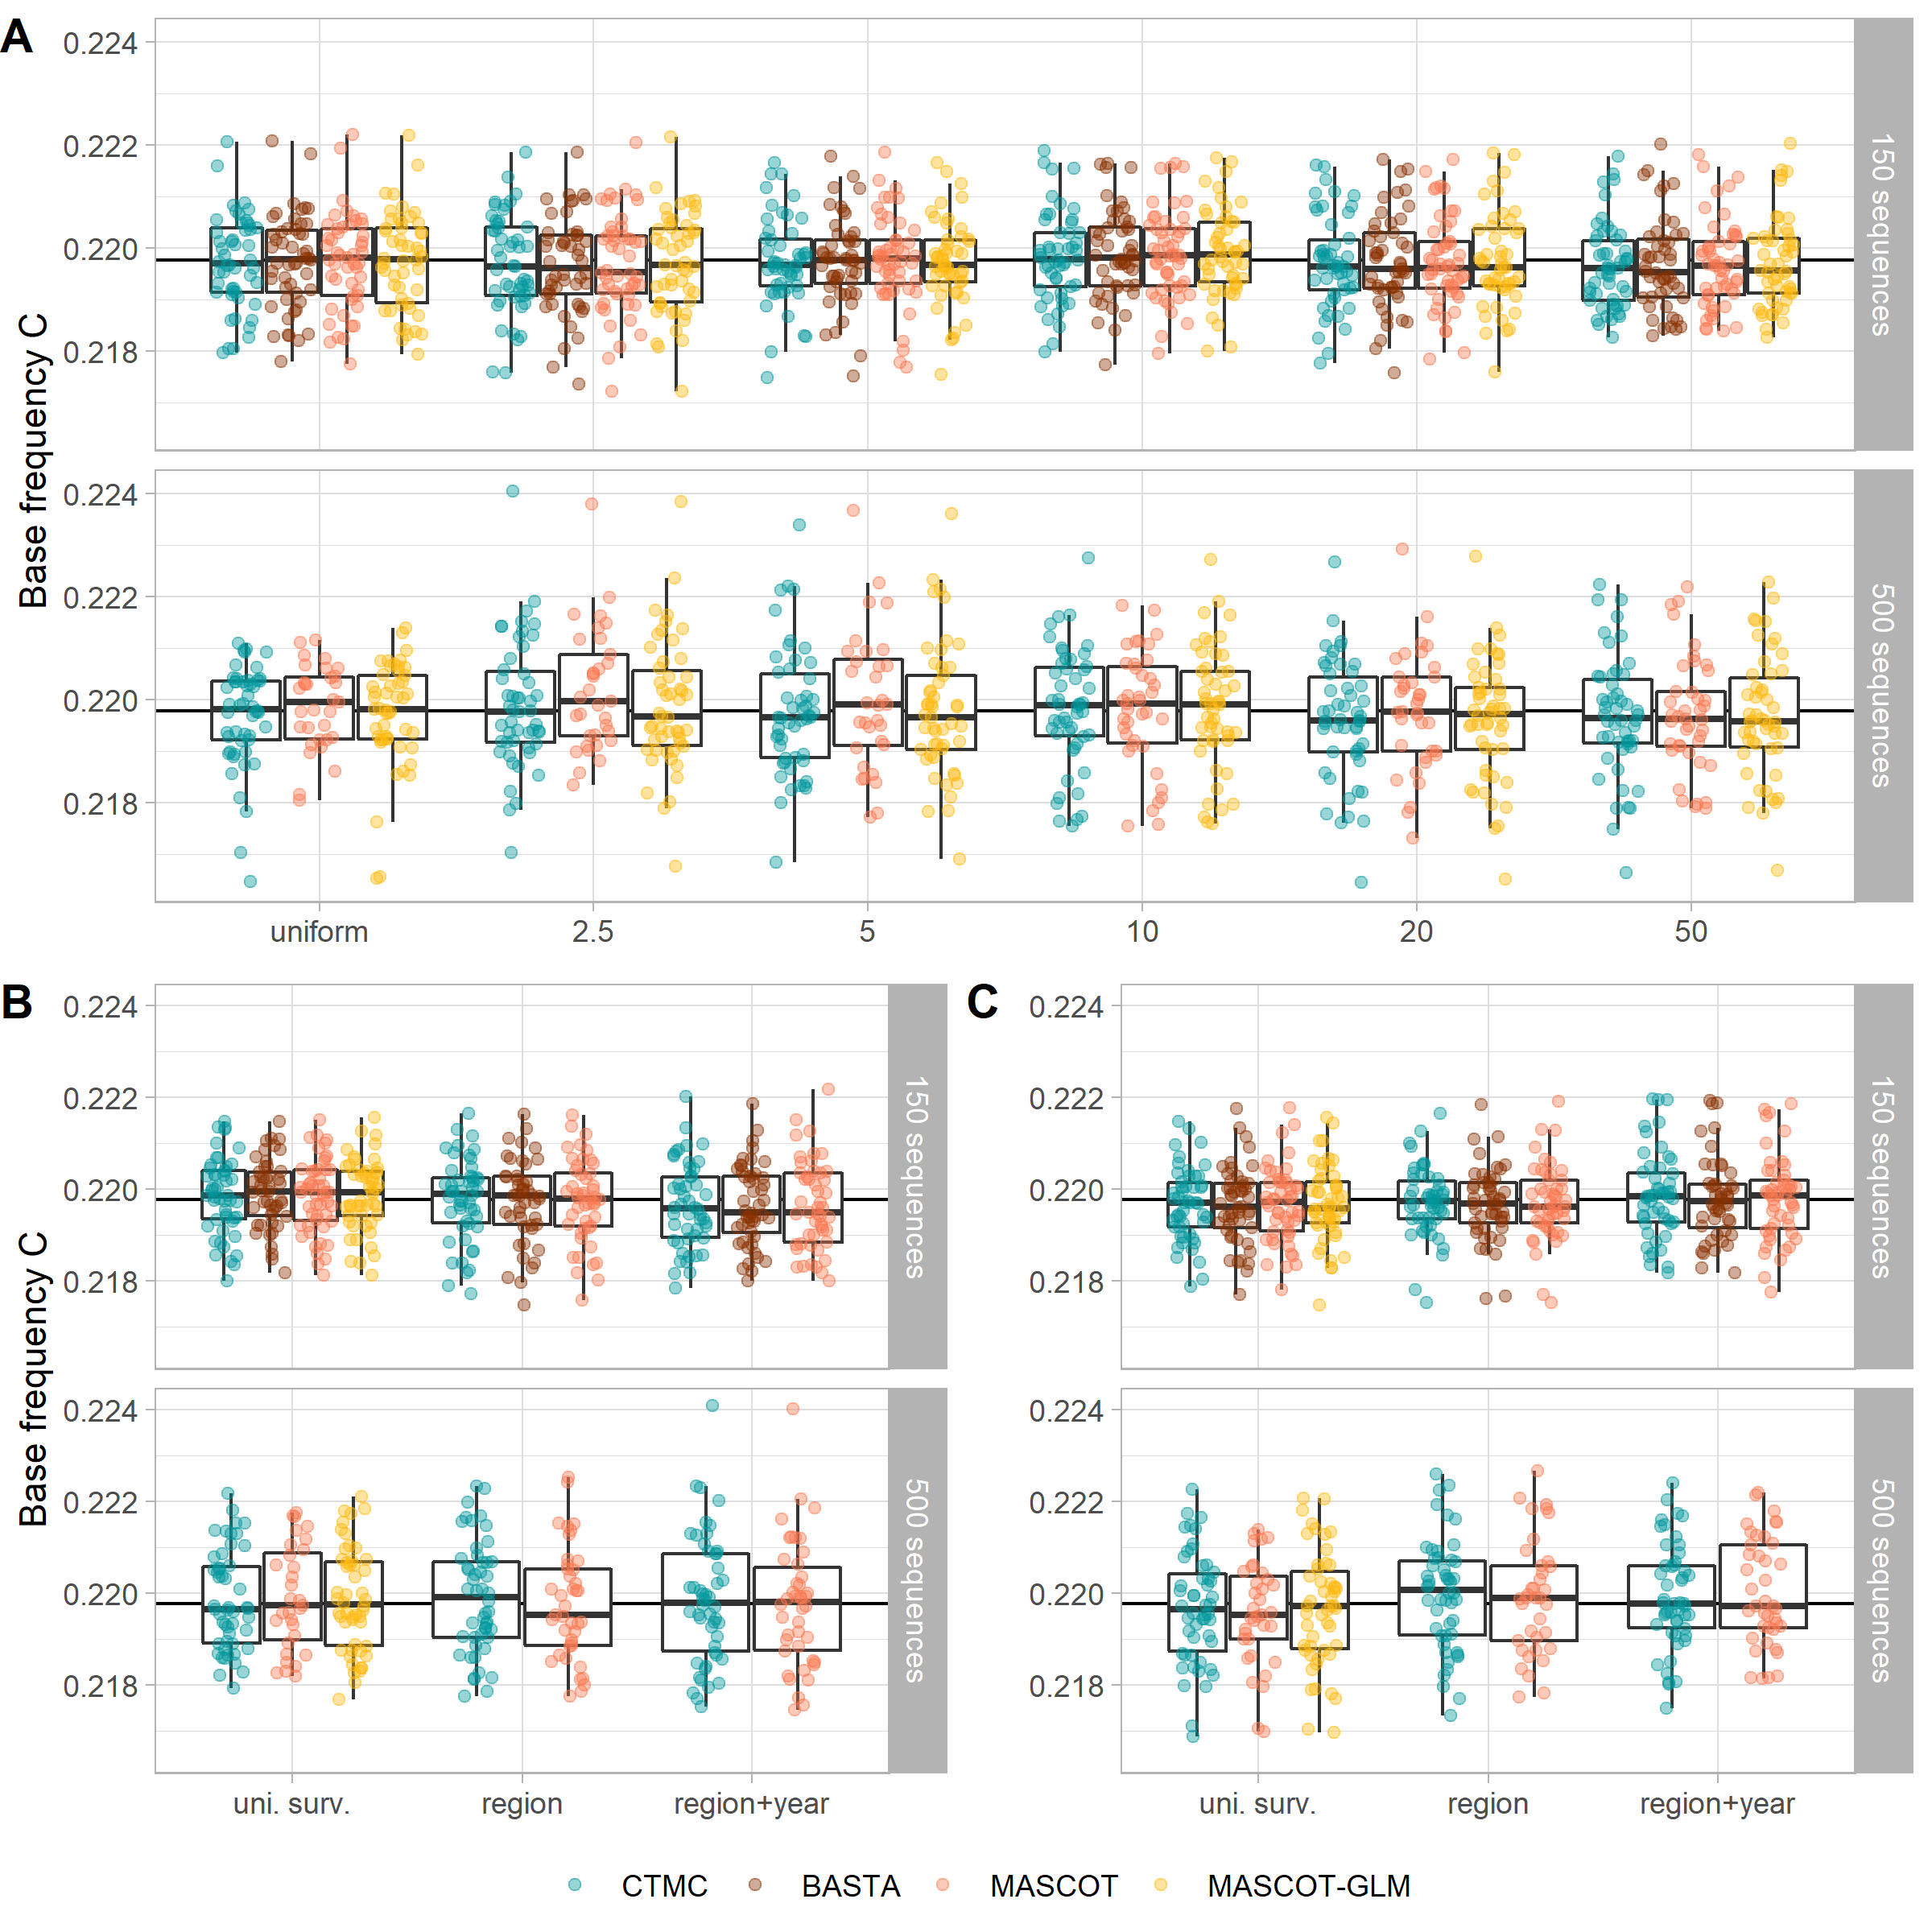 A
Base frequency C
0.224
0.222
0.220
0.218
150 sequences
0.224
0.222
0.220
0.218
500 sequences
uniform 2.5 5 10 20 50
B
Base frequency C
0.224
0.222
0.220
0.218
150 sequences
0.224
0.222
0.220
0.218
500 sequences
uni. surv. region region+year
C
0.224
0.222
0.220
0.218
150 sequences
0.224
0.222
0.220
0.218
500 sequences
uni. surv. region region+year
CTMC BASTA MASCOT MASCOT-GLM